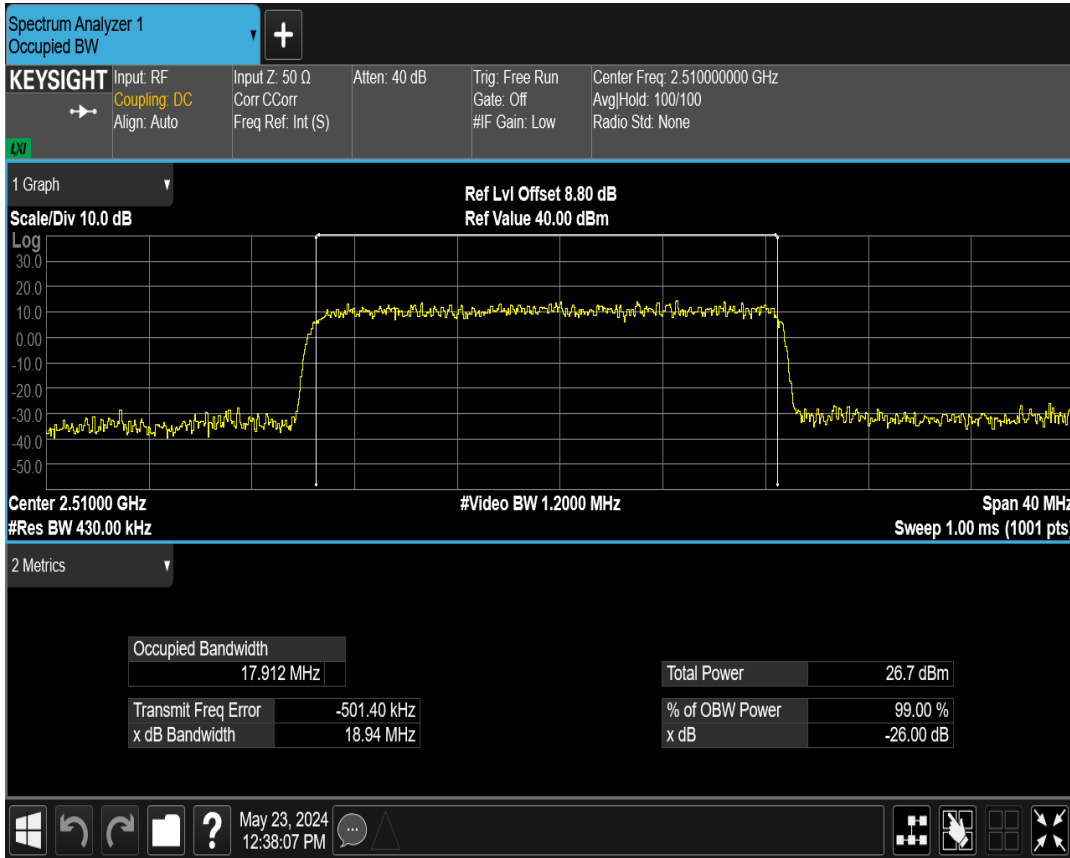 Spectrum Analyzer 1
Occupied BW
KEYSIGHT
LXI
Input: RF
Coupling: DC
Align: Auto
Input Z: 50 Ω
Corr CCorr
Freq Ref: Int (S)
Atten: 40 dB
Trig: Free Run
Gate: Off
#IF Gain: Low
Center Freq: 2.510000000 GHz
Avg|Hold: 100/100
Radio Std: None
1 Graph
Scale/Div 10.0 dB
Ref Lvl Offset 8.80 dB
Ref Value 40.00 dBm
Log
30.0
20.0
10.0
0.00
-10.0
-20.0
-30.0
-40.0
-50.0
Center 2.51000 GHz
#Res BW 430.00 kHz
#Video BW 1.2000 MHz
Span 40 MHz
Sweep 1.00 ms (1001 pts)
2 Metrics
Occupied Bandwidth
17.912 MHz
Transmit Freq Error -501.40 kHz
x dB Bandwidth 18.94 MHz
Total Power 26.7 dBm
% of OBW Power 99.00 %
x dB -26.00 dB
?
May 23, 2024
12:38:07 PM